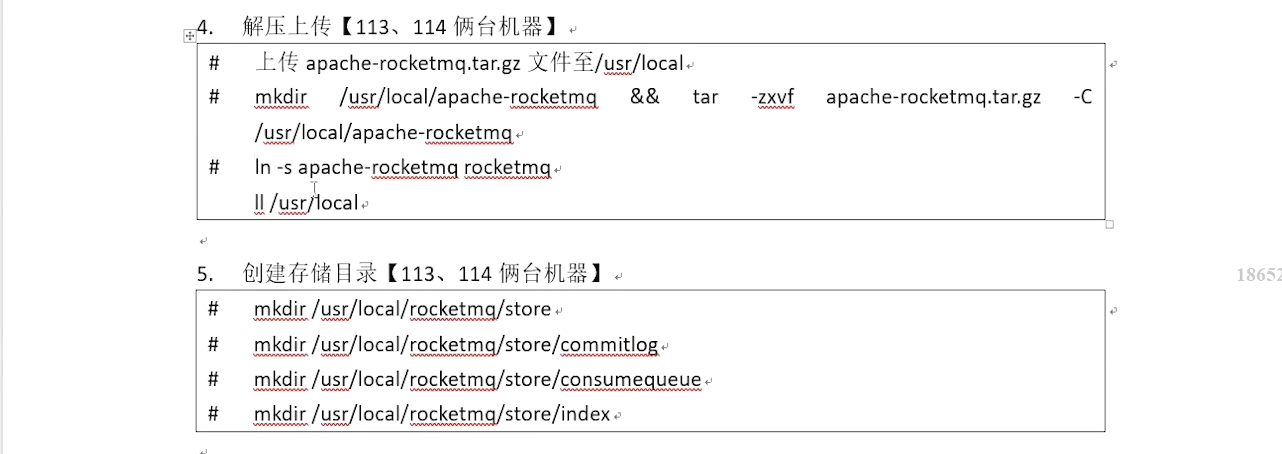 4. 解压上传【113、114 俩台机器】
# 上传 apache-rocketmq.tar.gz 文件至/usr/local
# mkdir /usr/local/apache-rocketmq && tar -zxvf apache-rocketmq.tar.gz -C
/usr/local/apache-rocketmq
# ln -s apache-rocketmq rocketmq
ll /usr/local
5. 创建存储目录【113、114 俩台机器】
18652
# mkdir /usr/local/rocketmq/store
# mkdir /usr/local/rocketmq/store/commitlog
# mkdir /usr/local/rocketmq/store/consumequeue
# mkdir /usr/local/rocketmq/store/index